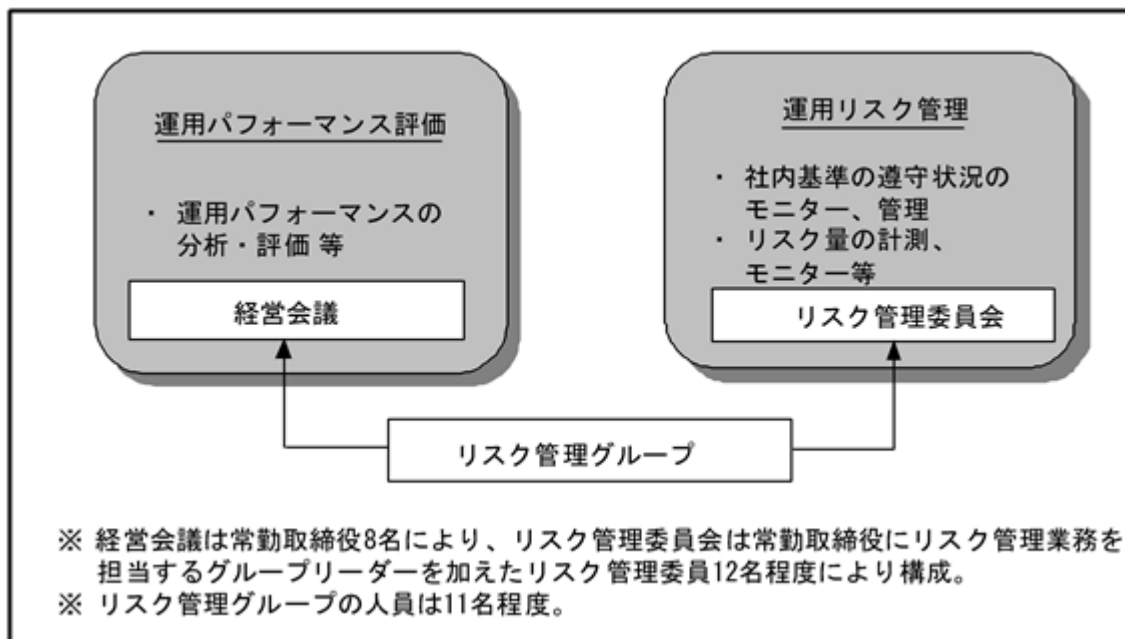 運用パフォーマンス評価
・ 運用パフォーマンスの
分析・評価 等
経営会議
運用リスク管理
・ 社内基準の遵守状況の
モニター、管理
・ リスク量の計測、
モニター等
リスク管理委員会
リスク管理グループ
※ 経営会議は常勤取締役8名により、リスク管理委員会は常勤取締役にリスク管理業務を
担当するグループリーダーを加えたリスク管理委員12名程度により構成。
※ リスク管理グループの人員は11名程度。